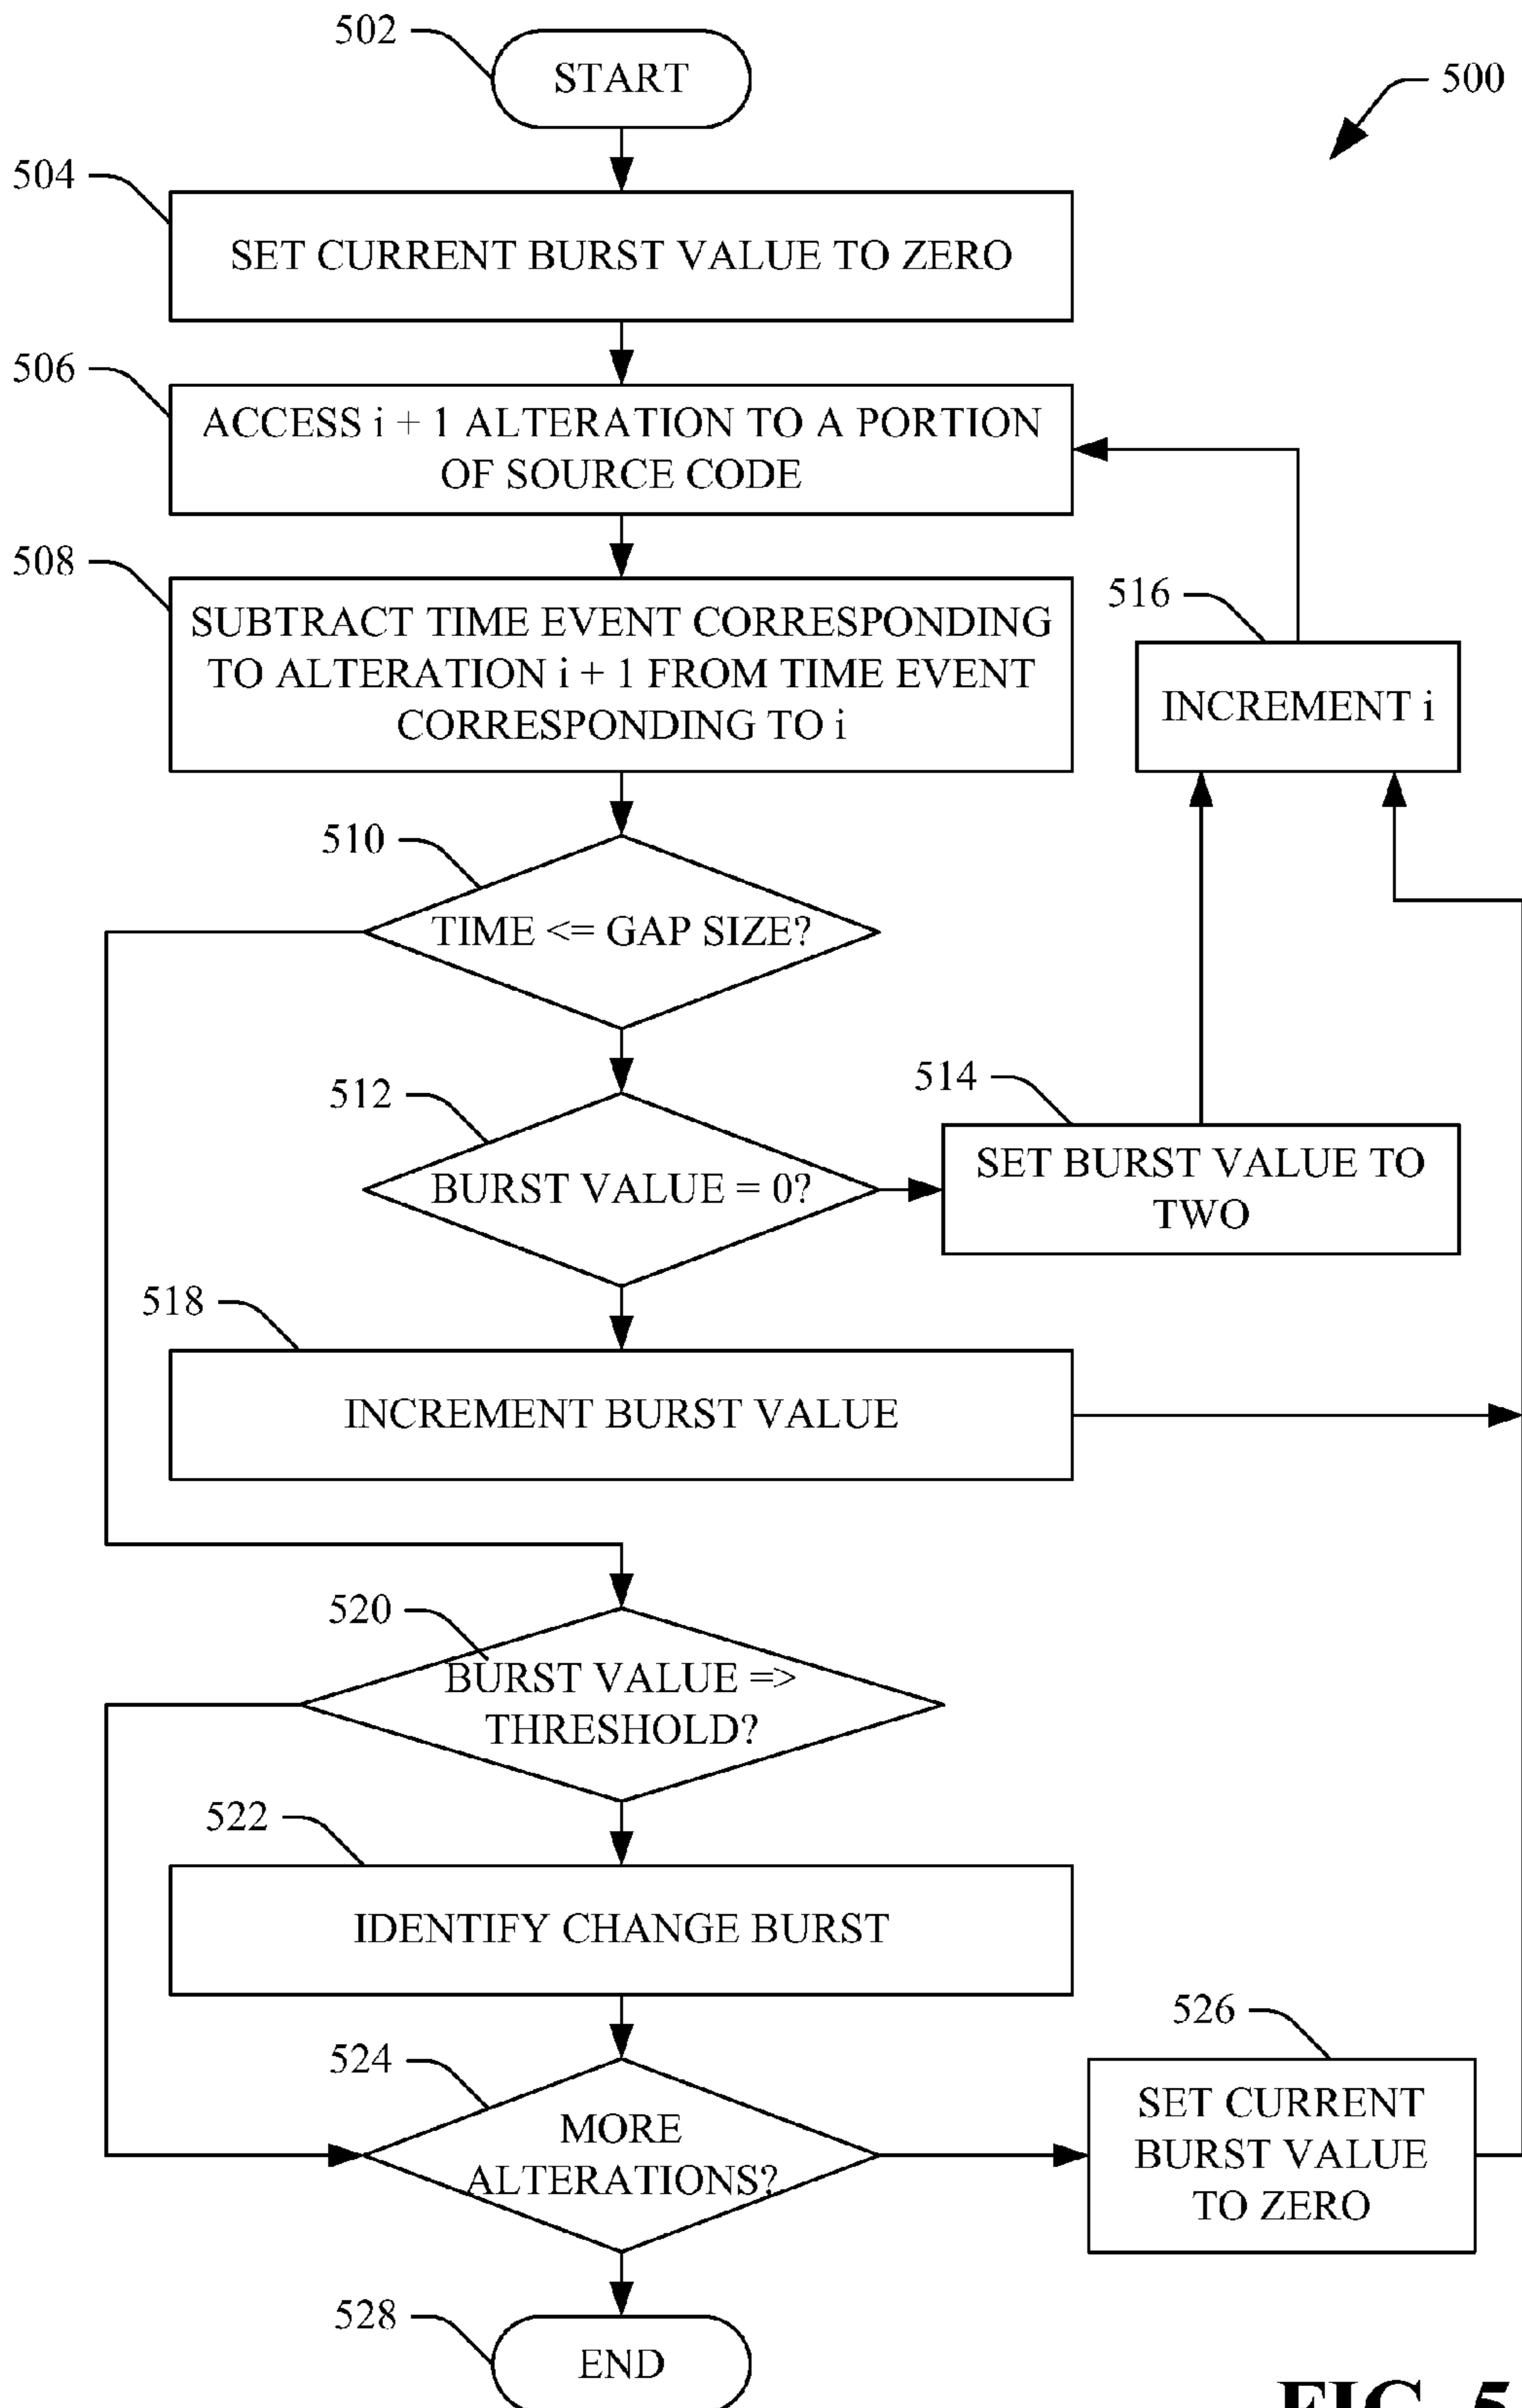 502
START
500
504
SET CURRENT BURST VALUE TO ZERO
506
ACCESS i + 1 ALTERATION TO A PORTION
OF SOURCE CODE
508
SUBTRACT TIME EVENT CORRESPONDING
TO ALTERATION i + 1 FROM TIME EVENT
CORRESPONDING TO i
516
INCREMENT i
510
TIME <= GAP SIZE?
512
BURST VALUE = 0?
514
SET BURST VALUE TO
TWO
518
INCREMENT BURST VALUE
520
BURST VALUE =>
THRESHOLD?
522
IDENTIFY CHANGE BURST
524
MORE
ALTERATIONS?
526
SET CURRENT
BURST VALUE
TO ZERO
528
END
FIG. 5